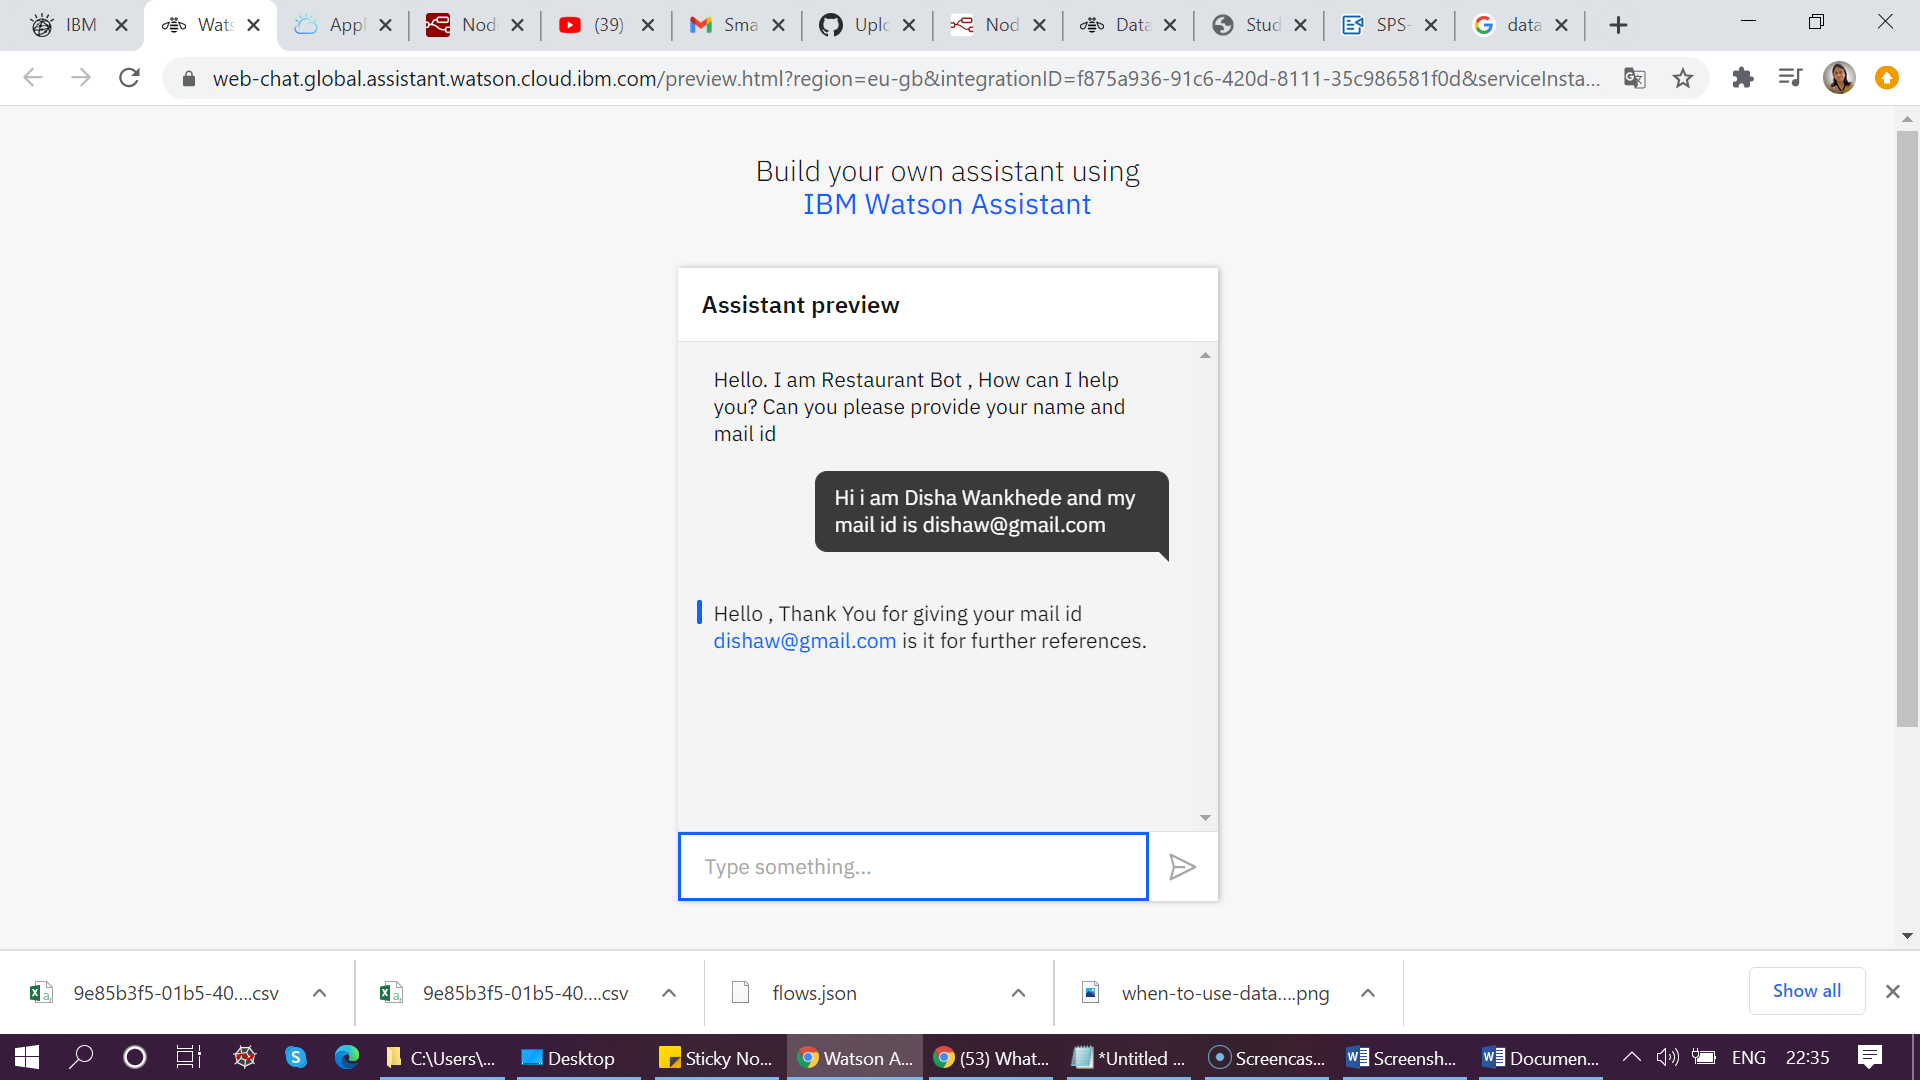 IBM
Wats
Appl
Nod
(39)
Sma
Uplo
Nod
Data
Stud
SPS-
data
web-chat.global.assistant.watson.cloud.ibm.com/preview.html?region=eu-gb&integrationID=f875a936-91c6-420d-8111-35c986581f0d&serviceInsta...
Build your own assistant using
IBM Watson Assistant
Assistant preview
Hello. I am Restaurant Bot , How can I help
you? Can you please provide your name and
mail id
Hi i am Disha Wankhede and my
mail id is dishaw@gmail.com
Hello , Thank You for giving your mail id
dishaw@gmail.com is it for further references.
Type something...
9e85b3f5-01b5-40....csv
9e85b3f5-01b5-40....csv
flows.json
when-to-use-data....png
Show all
C:\Users\...
Desktop
Sticky No...
Watson A...
(53) What...
*Untitled ...
Screencas...
Screensh...
Documen...
ENG
22:35